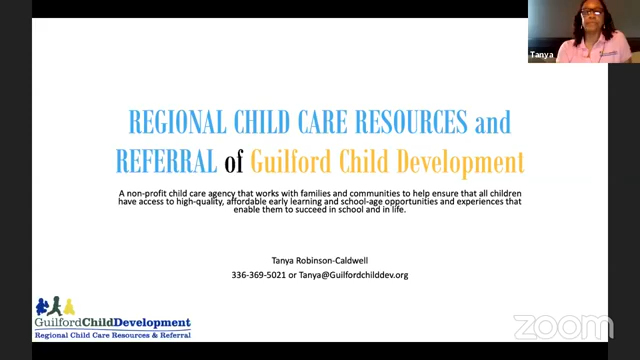 Tanya
REGIONAL CHILD CARE RESOURCES and
REFERRAL of Guilford Child Development
A non-profit child care agency that works with families and communities to help ensure that all children
have access to high-quality, affordable early learning and school-age opportunities and experiences that
enable them to succeed in school and in life.
Tanya Robinson-Caldwell
336-369-5021 or Tanya@Guilfordchilddev.org
GuilfordChildDevelopment
Regional Child Care Resources & Referral
zoom